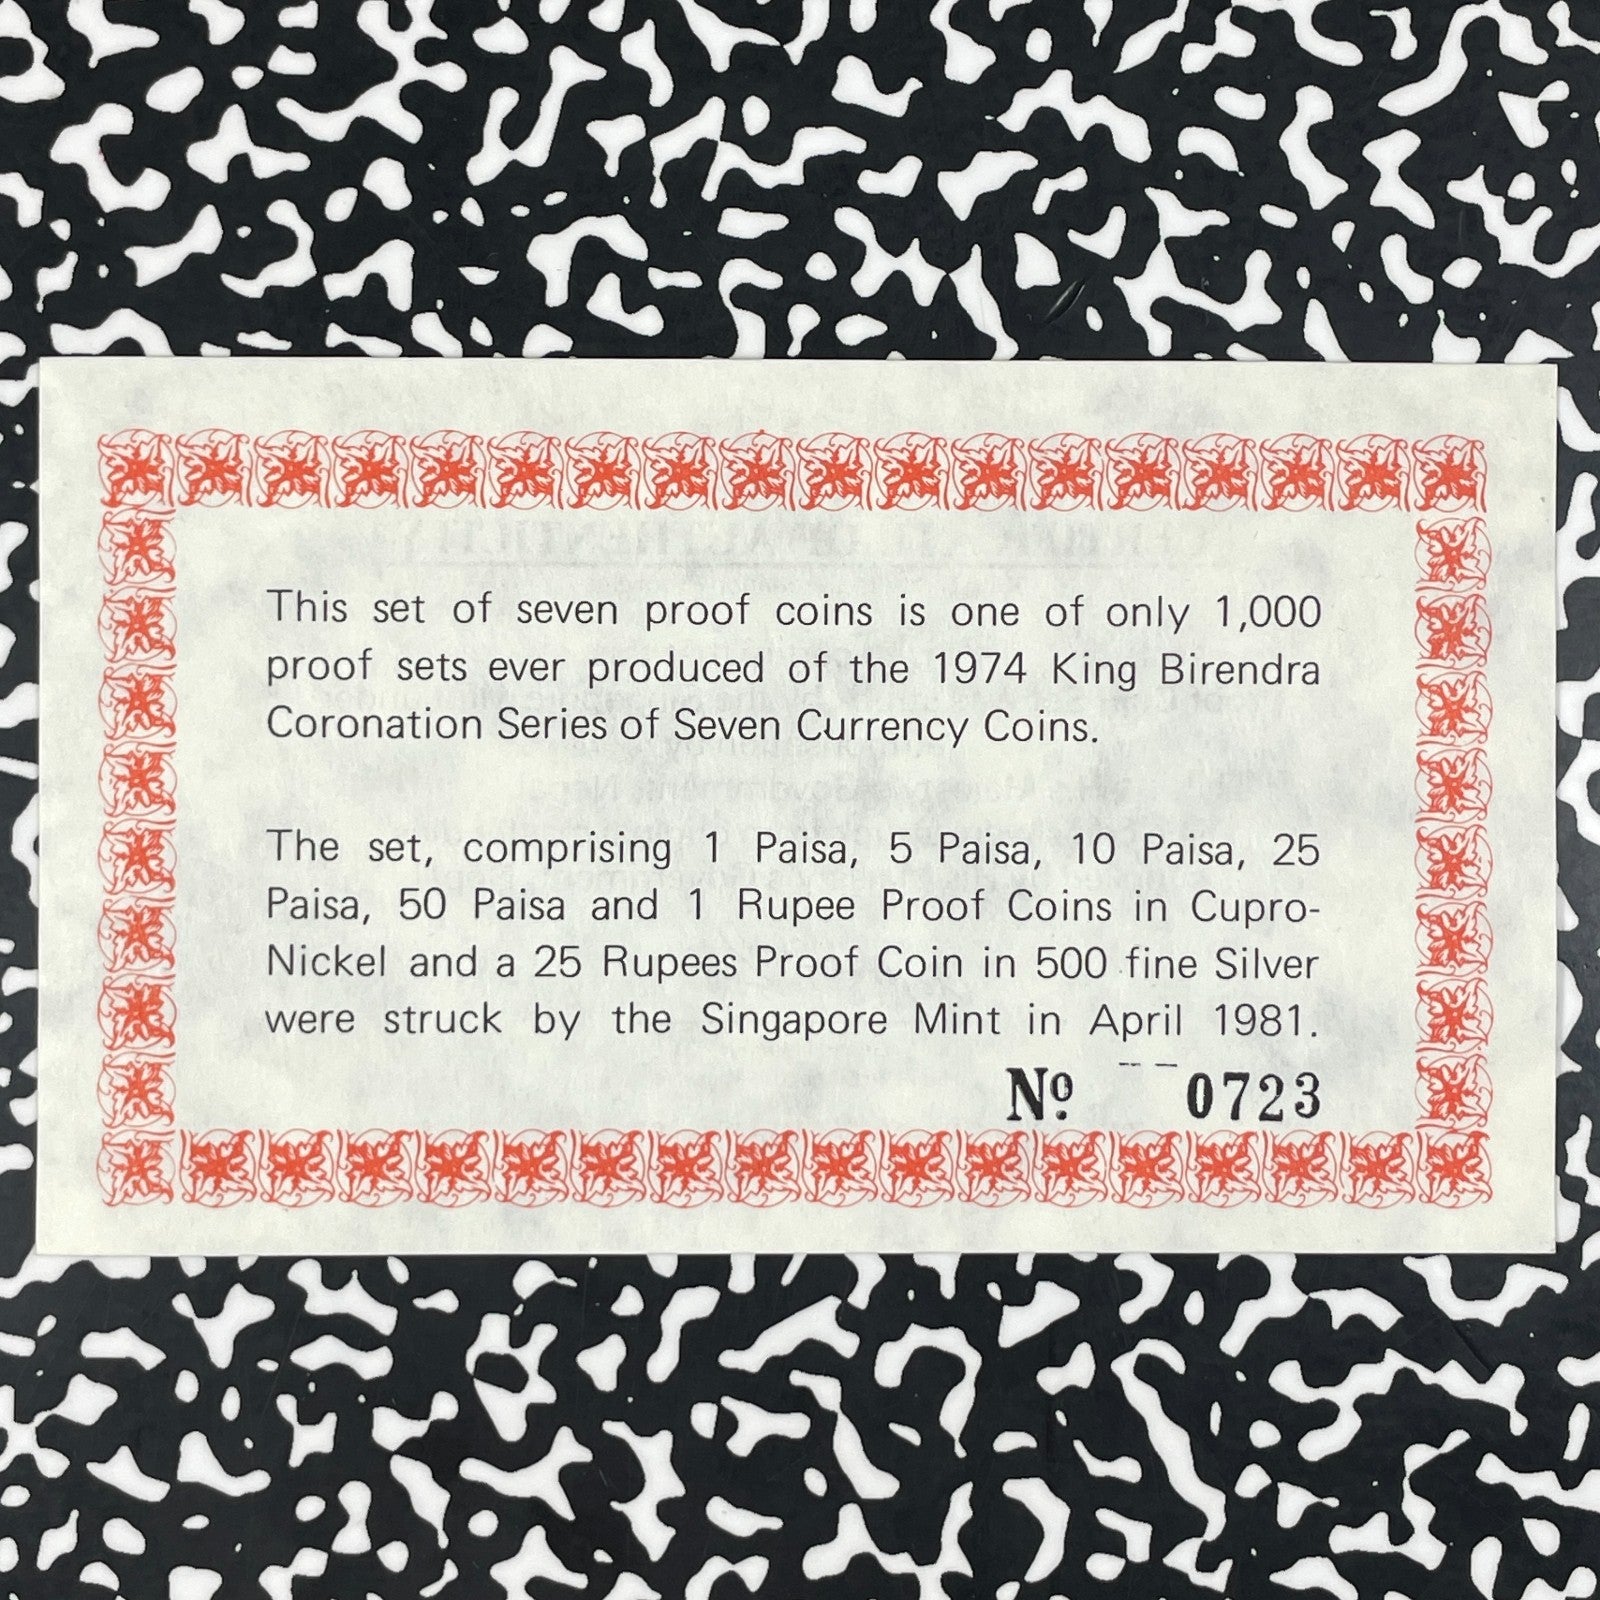 This set of seven proof coins is one of only 1,000
proof sets ever produced of the 1974 King Birendra
Coronation Series of Seven Currency Coins.
The set, comprising 1 Paisa, 5 Paisa, 10 Paisa, 25
Paisa, 50 Paisa and 1 Rupee Proof Coins in Cupro-
Nickel and a 25 Rupees Proof Coin in 500 fine Silver
were struck by the Singapore Mint in April 1981.
Nº 0723